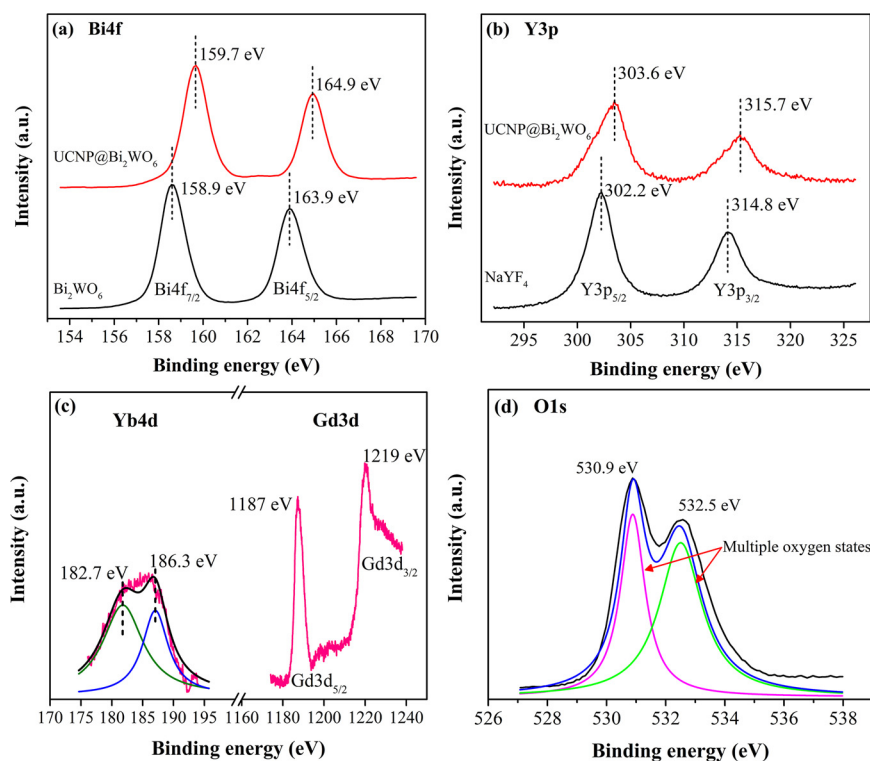 (a) Bi4f
159.7 eV
164.9 eV
UCNP@Bi₂WO₆
158.9 eV
163.9 eV
Bi₂WO₆
Bi4f₇/₂
Bi4f₅/₂
154 156 158 160 162 164 166 168 170
Binding energy (eV)
Intensity (a.u.)
(b) Y3p
303.6 eV
315.7 eV
UCNP@Bi₂WO₆
302.2 eV
314.8 eV
NaYF₄
Y3p₅/₂
Y3p₃/₂
295 300 305 310 315 320 325
Binding energy (eV)
Intensity (a.u.)
(c)
Yb4d
Gd3d
1219 eV
1187 eV
182.7 eV
186.3 eV
Gd3d₃/₂
Gd3d₅/₂
170 175 180 185 190 195 1160 1180 1200 1220 1240
Binding energy (eV)
Intensity (a.u.)
(d) O1s
530.9 eV
532.5 eV
Multiple oxygen states
526 528 530 532 534 536 538
Binding energy (eV)
Intensity (a.u.)